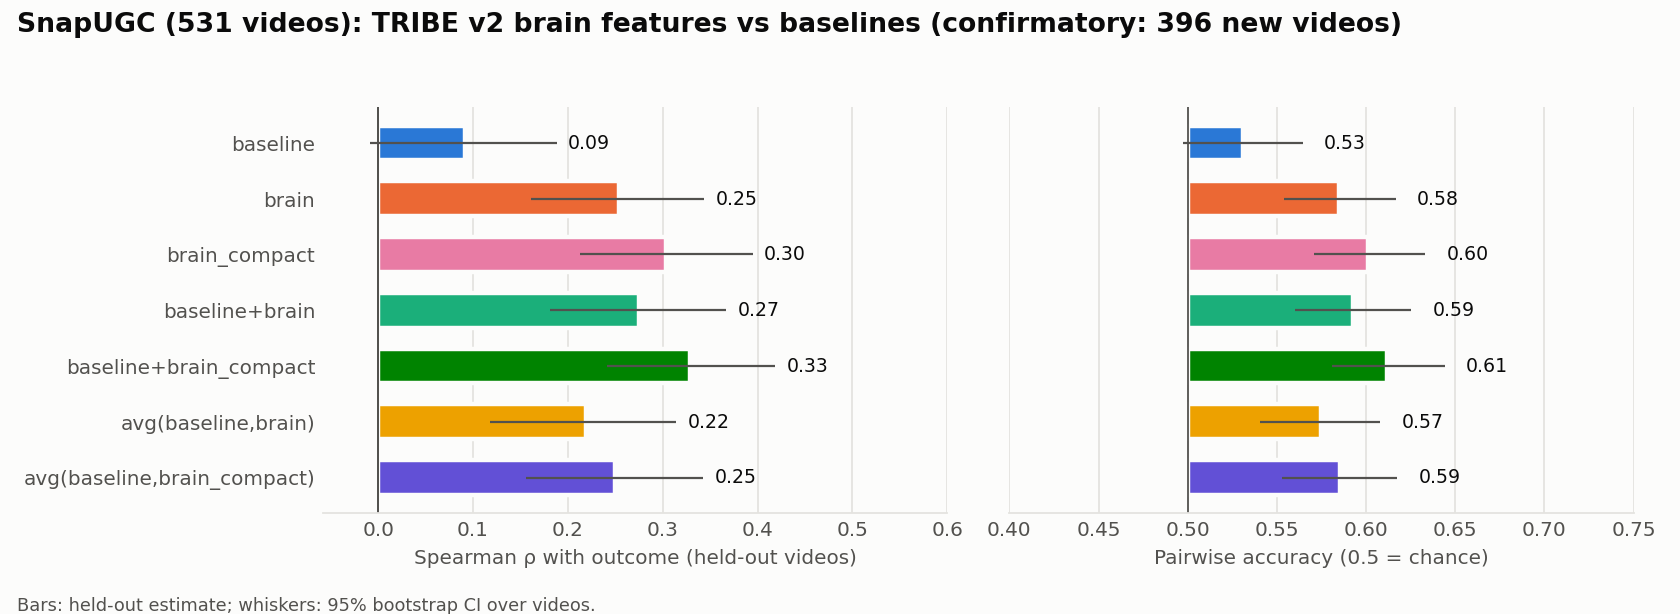 SnapUGC (531 videos): TRIBE v2 brain features vs baselines (confirmatory: 396 new videos)
baseline
brain
brain_compact
baseline+brain
baseline+brain_compact
avg(baseline,brain)
avg(baseline,brain_compact)
0.09
0.25
0.30
0.27
0.33
0.22
0.25
0.0 0.1 0.2 0.3 0.4 0.5 0.6
Spearman ρ with outcome (held-out videos)
0.53
0.58
0.60
0.59
0.61
0.57
0.59
0.40 0.45 0.50 0.55 0.60 0.65 0.70 0.75
Pairwise accuracy (0.5 = chance)
Bars: held-out estimate; whiskers: 95% bootstrap CI over videos.